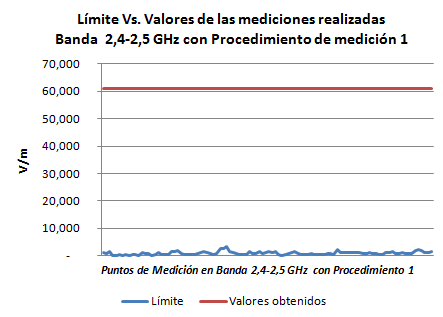 Límite Vs. Valores de las mediciones realizadas
Banda 2,4-2,5 GHz con Procedimiento de medición 1
70,000
60,000
50,000
40,000
30,000
20,000
10,000
-
V/m
Puntos de Medición en Banda 2,4-2,5 GHz con Procedimiento 1
Límite
Valores obtenidos